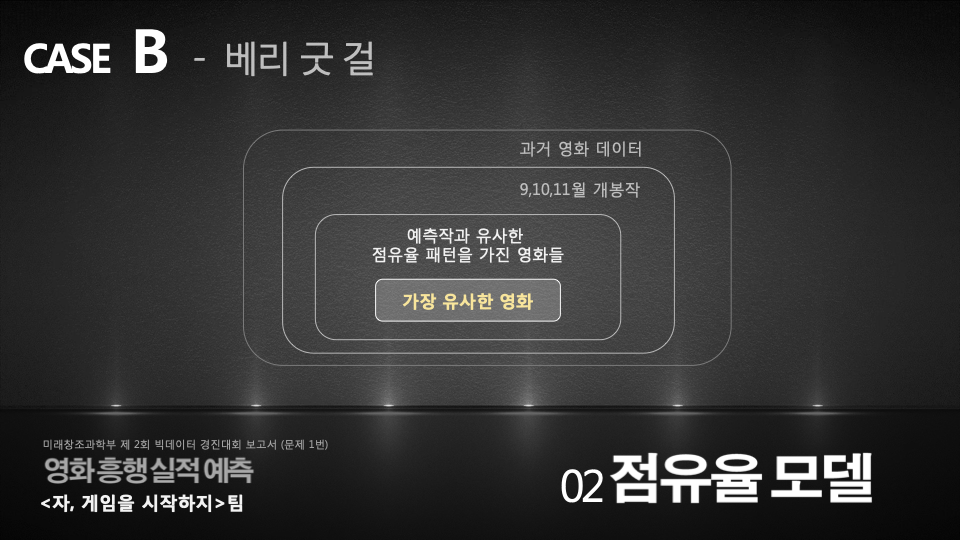 CASE B - 베리 굿 걸
과거 영화 데이터
9,10,11월 개봉작
예측작과 유사한
점유율 패턴을 가진 영화들
가장 유사한 영화
미래창조과학부 제 2회 빅데이터 경진대회 보고서 (문제 1번)
영화 흥행 실적 예측
<자, 게임을 시작하지>팀
02 점유율 모델